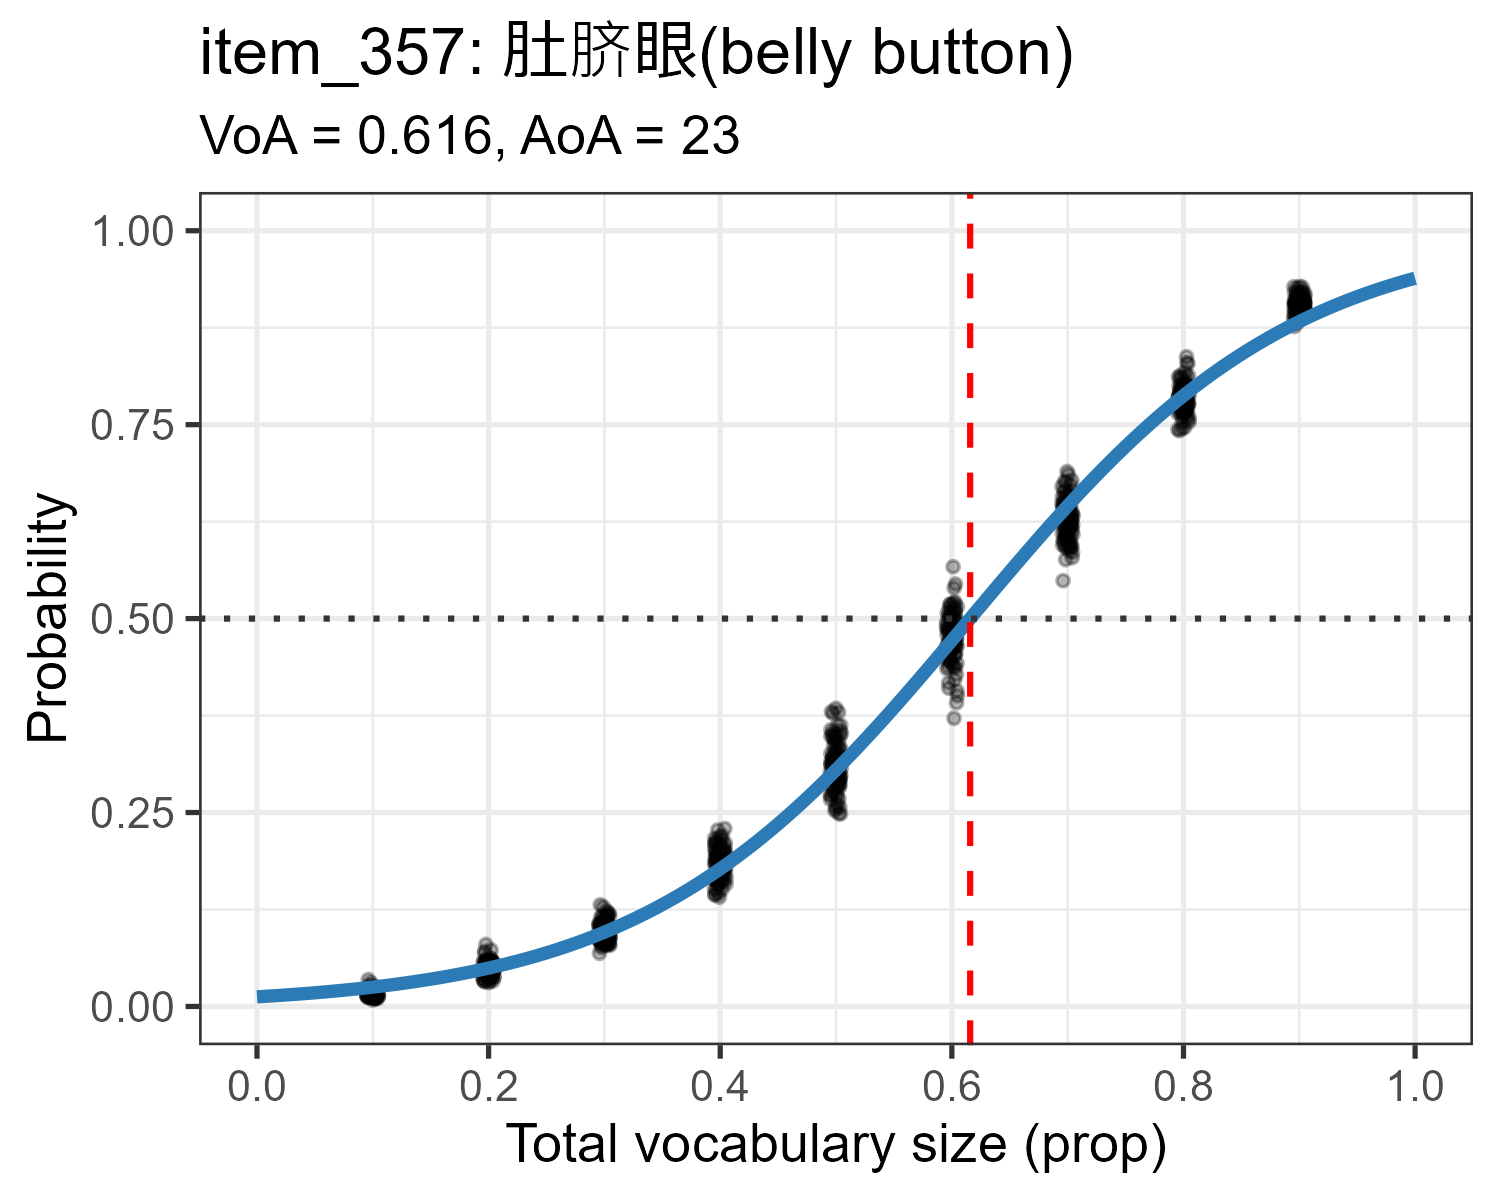 item_357: 肚脐眼(belly button)
VoA = 0.616, AoA = 23
Probability
1.00
0.75
0.50
0.25
0.00
0.0 0.2 0.4 0.6 0.8 1.0
Total vocabulary size (prop)